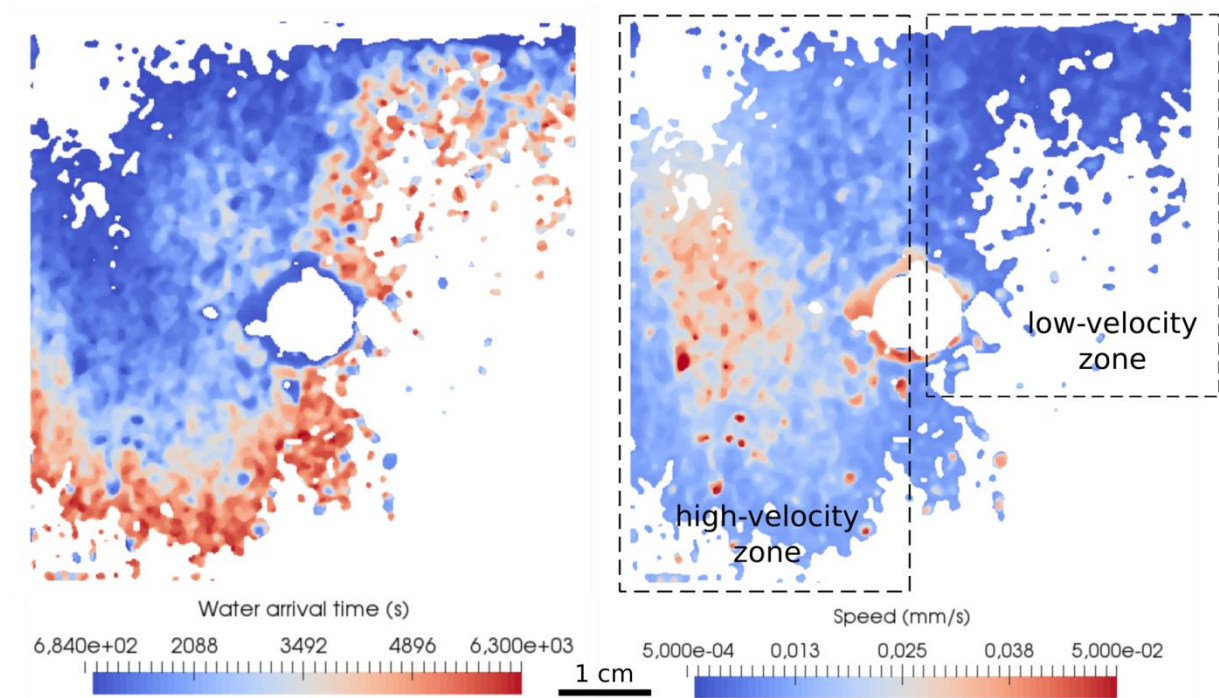 low-velocity
zone
high-velocity
zone
Water arrival time (s)
6,840e+02 2088 3492 4896 6,300e+03
1 cm
Speed (mm/s)
5,000e-04 0,013 0,025 0,038 5,000e-02